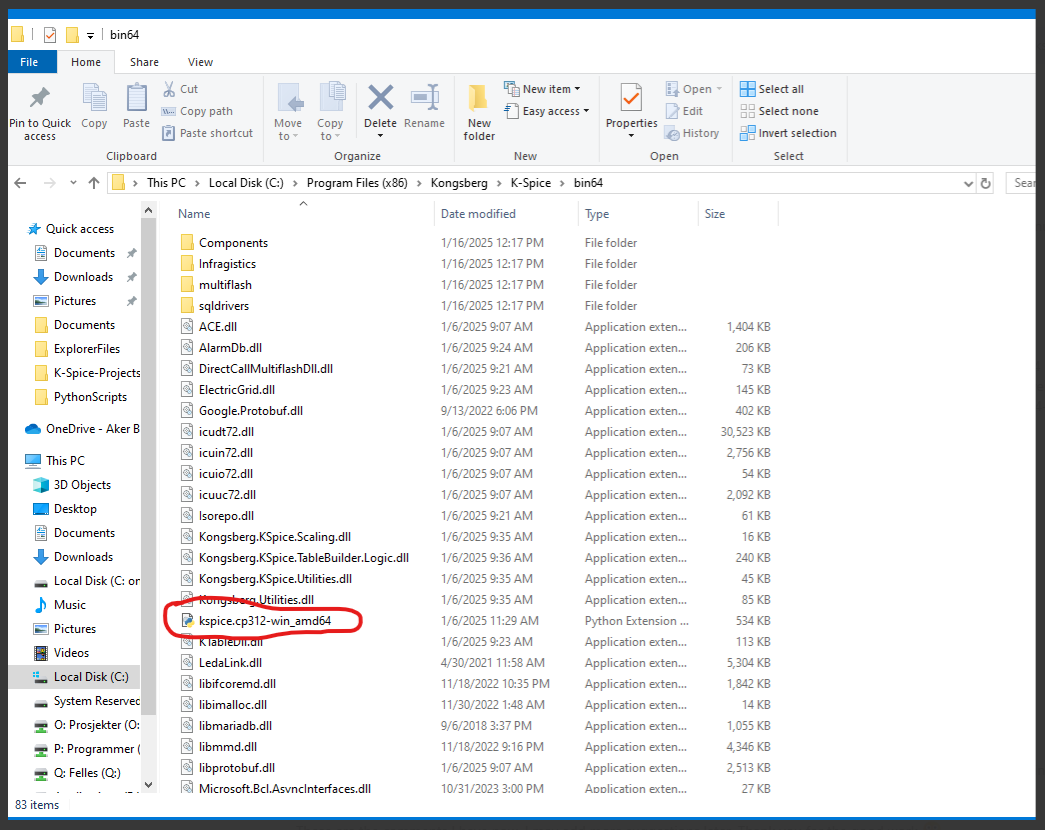 bin64
File Home Share View
Pin to Quick access
Copy
Paste
Cut
Copy path
Paste shortcut
Clipboard
Move to
Copy to
Delete
Rename
Organize
New folder
New item
Easy access
New
Properties
Open
Edit
History
Open
Select all
Select none
Invert selection
Select
This PC > Local Disk (C:) > Program Files (x86) > Kongsberg > K-Spice > bin64
Sear
Quick access
Documents
Downloads
Pictures
Documents
ExplorerFiles
K-Spice-Projects
PythonScripts
OneDrive - Aker B
This PC
3D Objects
Desktop
Documents
Downloads
Local Disk (C: on
Music
Pictures
Videos
Local Disk (C:)
System Reserved
O: Prosjekter (O:
P: Programmer (
Q: Felles (Q:)
Name Date modified Type Size
Components 1/16/2025 12:17 PM File folder
Infragistics 1/16/2025 12:17 PM File folder
multiflash 1/16/2025 12:17 PM File folder
sqldrivers 1/16/2025 12:17 PM File folder
ACE.dll 1/6/2025 9:07 AM Application exten... 1,404 KB
AlarmDb.dll 1/6/2025 9:24 AM Application exten... 206 KB
DirectCallMultiflashDll.dll 1/6/2025 9:21 AM Application exten... 73 KB
ElectricGrid.dll 1/6/2025 9:23 AM Application exten... 145 KB
Google.Protobuf.dll 9/13/2022 6:06 PM Application exten... 402 KB
icudt72.dll 1/6/2025 9:07 AM Application exten... 30,523 KB
icuin72.dll 1/6/2025 9:07 AM Application exten... 2,756 KB
icuio72.dll 1/6/2025 9:07 AM Application exten... 54 KB
icuuc72.dll 1/6/2025 9:07 AM Application exten... 2,092 KB
Isorepo.dll 1/6/2025 9:21 AM Application exten... 61 KB
Kongsberg.KSpice.Scaling.dll 1/6/2025 9:35 AM Application exten... 16 KB
Kongsberg.KSpice.TableBuilder.Logic.dll 1/6/2025 9:36 AM Application exten... 240 KB
Kongsberg.KSpice.Utilities.dll 1/6/2025 9:35 AM Application exten... 45 KB
Kongsberg.Utilities.dll 1/6/2025 9:35 AM Application exten... 85 KB
kspice.cp312-win_amd64 1/6/2025 11:29 AM Python Extension ... 534 KB
KTableDll.dll 1/6/2025 9:23 AM Application exten... 113 KB
LedaLink.dll 4/30/2021 11:58 AM Application exten... 5,304 KB
libifcoremd.dll 11/18/2022 10:35 PM Application exten... 1,842 KB
libimalloc.dll 11/30/2022 1:48 AM Application exten... 14 KB
libmariadb.dll 9/6/2018 3:37 PM Application exten... 1,055 KB
libmmd.dll 11/18/2022 9:16 PM Application exten... 4,346 KB
libprotobuf.dll 1/6/2025 9:07 AM Application exten... 2,513 KB
Microsoft.Bcl.AsyncInterfaces.dll 10/31/2023 3:00 PM Application exten... 27 KB
83 items